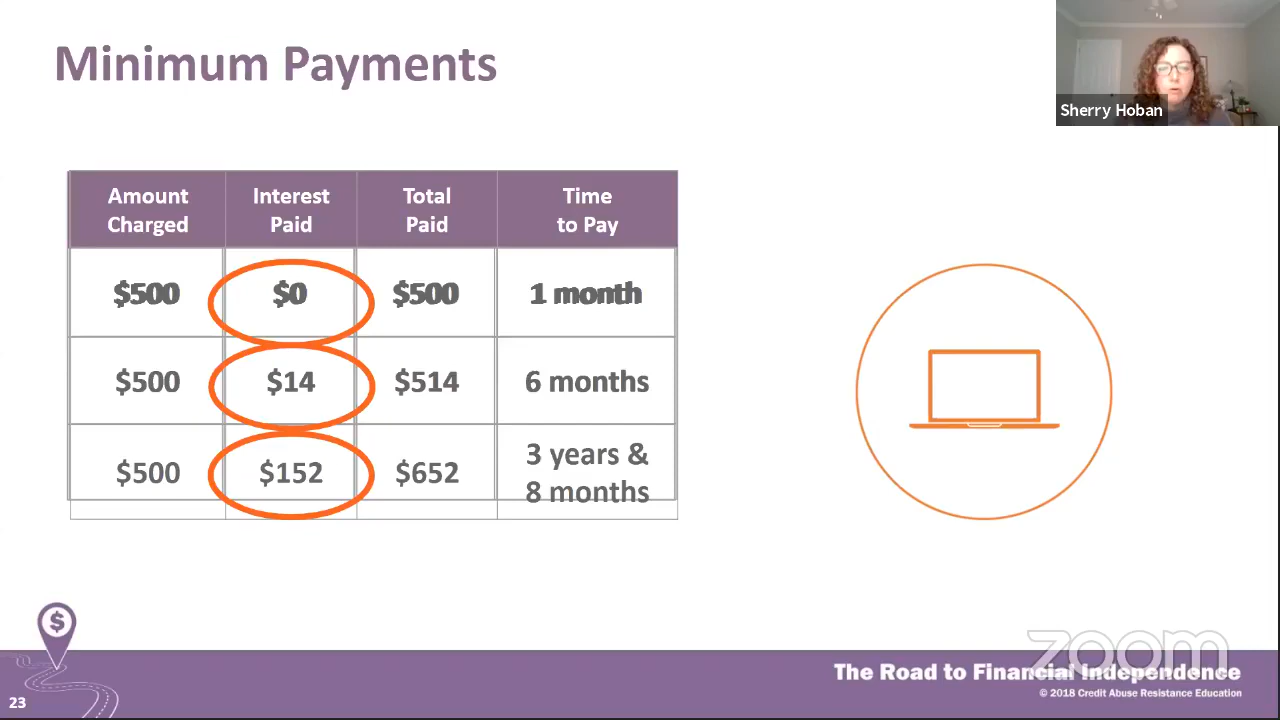 Minimum Payments
Sherry Hoban
Amount Charged
Interest Paid
Total Paid
Time to Pay
$500
$0
$500
1 month
$500
$14
$514
6 months
$500
$152
$652
3 years &
8 months
$
zoom
The Road to Financial Independence
© 2018 Credit Abuse Resistance Education
23